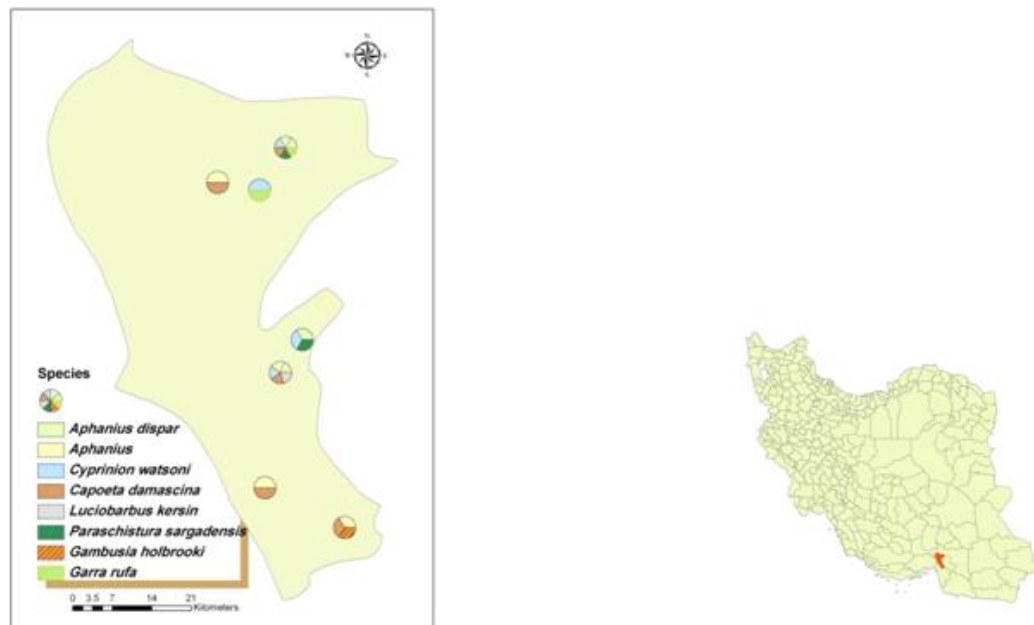 N
W E
S
Species
Aphanius dispar
Aphanius
Cyprinion watsoni
Capoeta damascina
Luciobarbus kersin
Paraschistura sargadensis
Gambusia holbrooki
Garra rufa
0 3.5 7 14 21
Kilometers